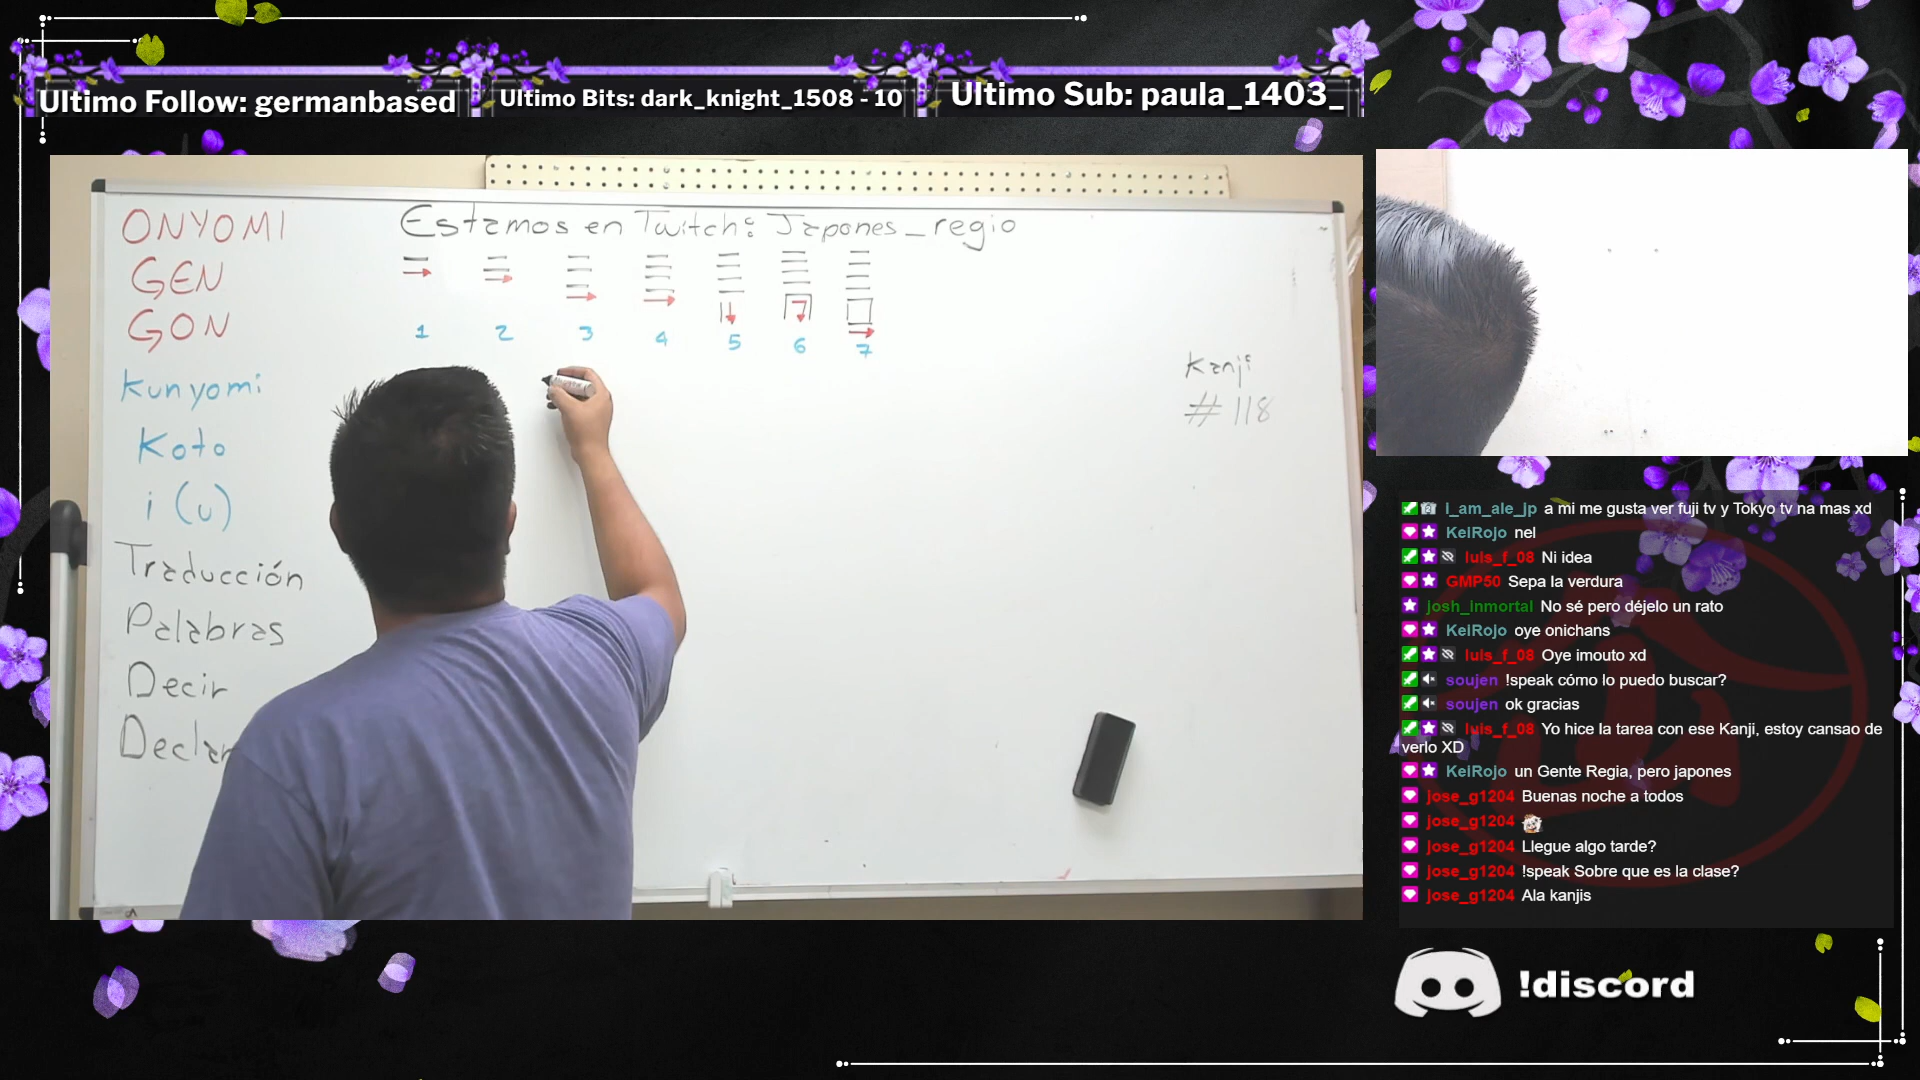 Ultimo Follow: germanbased
Ultimo Bits: dark_knight_1508 - 10
Ultimo Sub: paula_1403_
ONYOMI
GEN
GON
Kunyomi
Koto
i (u)
Traducción
Palabras
Decir
Estamos en Twitch: Japones_regio
1 2 3 4 5 6 7
Kanji
# 118
i_am_ale_jp a mi me gusta ver fuji tv y Tokyo tv na mas xd
KeiRojo nel
luis_f_08 Ni idea
GMP50 Sepa la verdura
josh_inmortal No sé pero déjelo un rato
KeiRojo oye onichans
luis_f_08 Oye imouto xd
soujen !speak cómo lo puedo buscar?
soujen ok gracias
luis_f_08 Yo hice la tarea con ese Kanji, estoy cansao de
verlo XD
KeiRojo un Gente Regia, pero japones
jose_g1204 Buenas noche a todos
jose_g1204
jose_g1204 Llegue algo tarde?
jose_g1204 !speak Sobre que es la clase?
jose_g1204 Ala kanjis
!discord